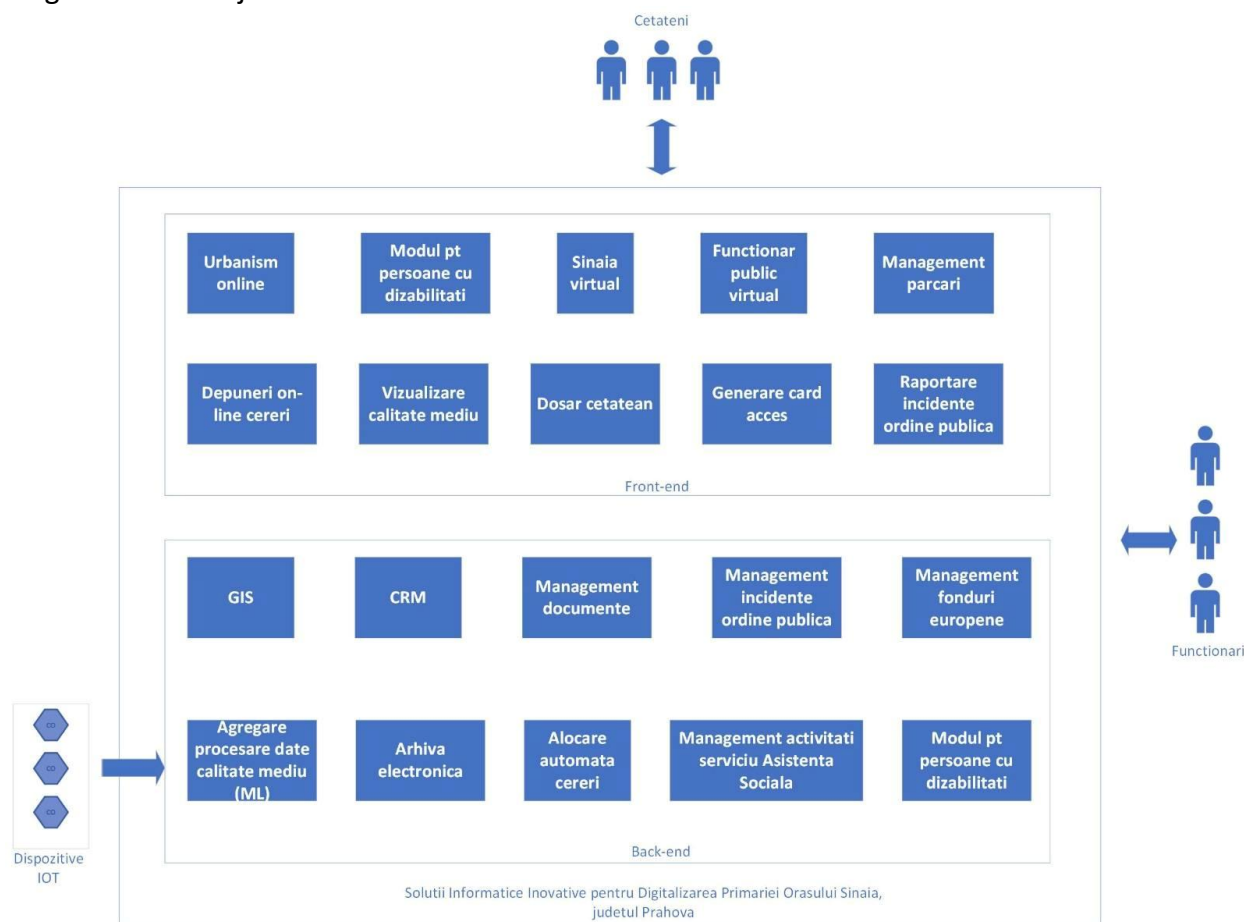 Cetateni
Urbanism
online
Modul pt
persoane cu
dizabilitati
Sinaia
virtual
Functionar
public
virtual
Management
parcari
Depuneri on-
line cereri
Vizualizare
calitate mediu
Dosar cetatean
Generare card
acces
Raportare
incidente
ordine publica
Front-end
GIS
CRM
Management
documente
Management
incidente
ordine publica
Management
fonduri
europene
Functionari
Agregare
procesare date
calitate mediu
(ML)
Arhiva
electronica
Alocare
automata
cereri
Management activitati
serviciu Asistenta
Sociala
Modul pt
persoane cu
dizabilitati
Back-end
Dispozitive
IOT
Solutii Informatice Inovative pentru Digitalizarea Primariei Orasului Sinaia,
judetul Prahova